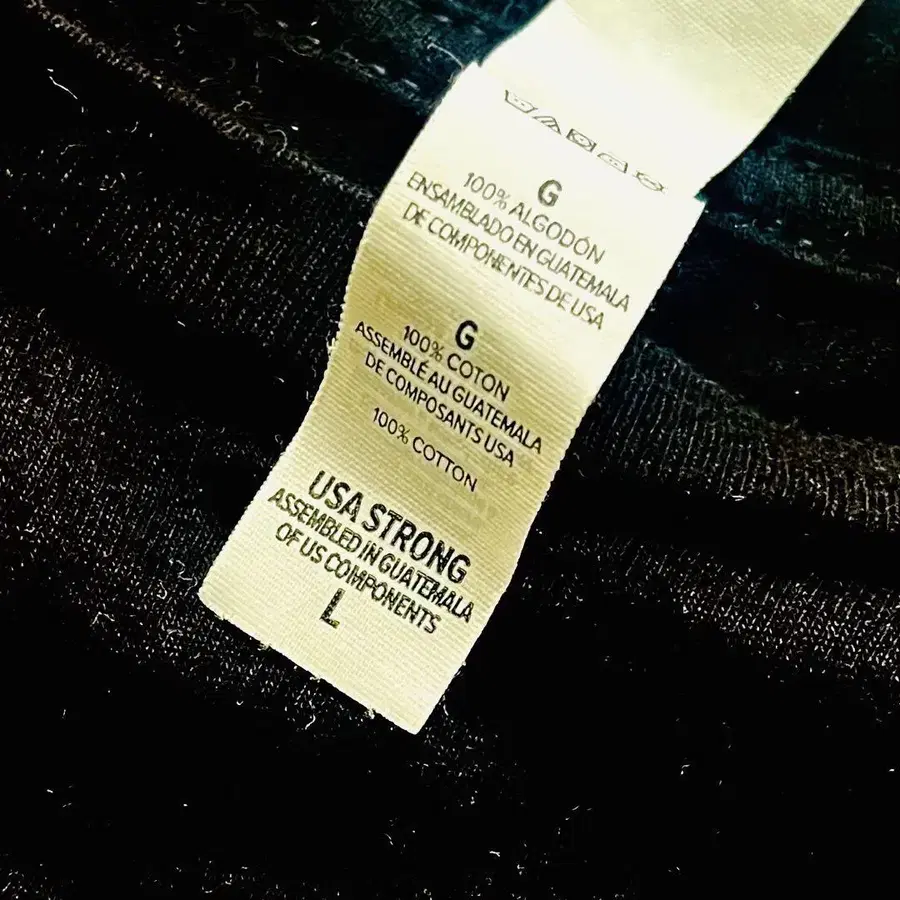 G
100% ALGODÓN
ENSAMBLADO EN GUATEMALA
DE COMPONENTES DE USA
G
100% COTON
ASSEMBLÉ AU GUATEMALA
DE COMPOSANTS USA
100% COTTON
USA STRONG
ASSEMBLED IN GUATEMALA
OF US COMPONENTS
L